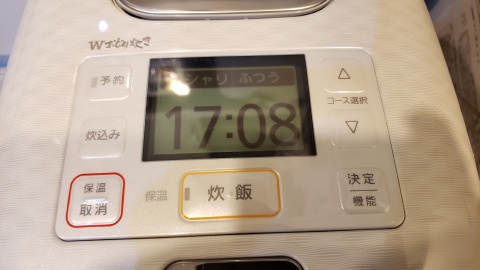 Wおどり炊き
予約
シャリ ふつう
17:08
コース選択
炊込み
保温
取消
保温
炊飯
決定
機能